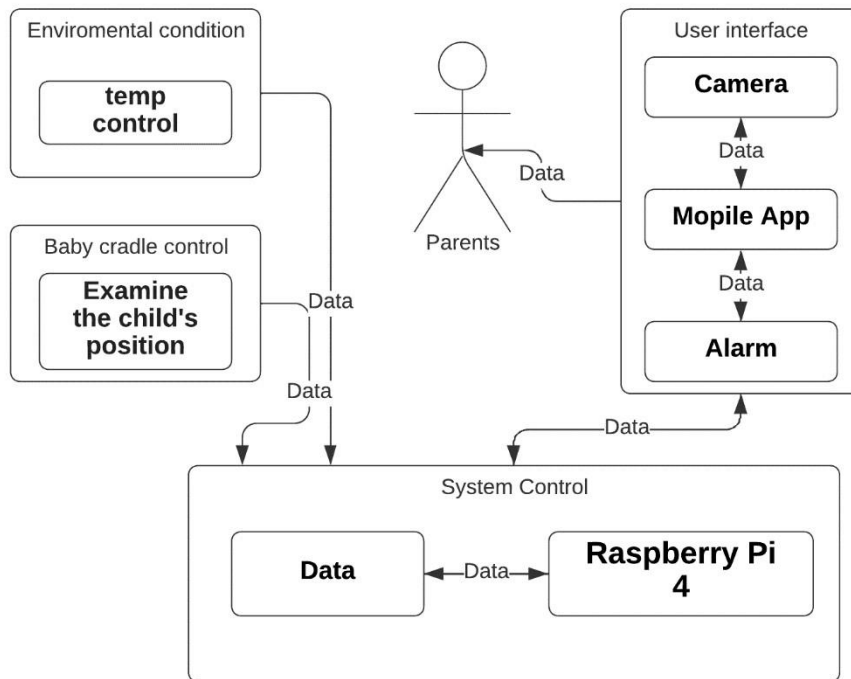 Enviromental condition
temp
control
Baby cradle control
Examine
the child's
position
Data
Data
Parents
Data
User interface
Camera
Data
Mopile App
Data
Alarm
Data
System Control
Data
Data
Raspberry Pi
4